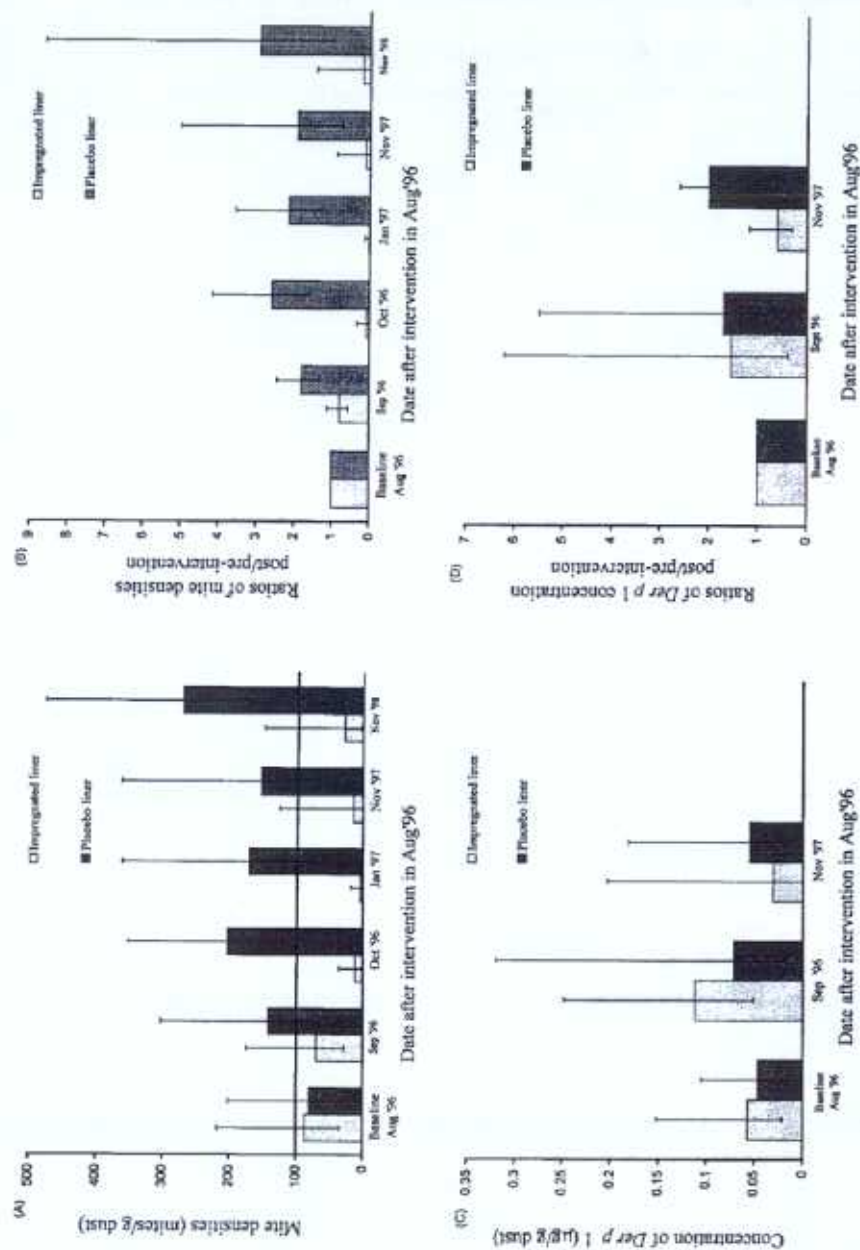 (A)
Mite densities (mites/g dust)
500
400
300
200
100
0
Impregnated liner
Placebo liner
Baseline
Aug '96
Sep '96
Oct '96
Jan '97
Nov '97
Nov '98
Date after intervention in Aug'96
(B)
Ratios of mite densities
post/pre-intervention
9
8
7
6
5
4
3
2
1
0
Impregnated liner
Placebo liner
Baseline
Aug '96
Sep '96
Oct '96
Jan '97
Nov '97
Nov '98
Date after intervention in Aug'96
(C)
Concentration of Der p 1 (µg/g dust)
0.35
0.3
0.25
0.2
0.15
0.1
0.05
0
Impregnated liner
Placebo liner
Baseline
Aug '96
Sep '96
Nov '97
Date after intervention in Aug'96
(D)
Ratios of Der p 1 concentration
post/pre-intervention
7
6
5
4
3
2
1
0
Impregnated liner
Placebo liner
Baseline
Aug '96
Sept '96
Nov '97
Date after intervention in Aug'96